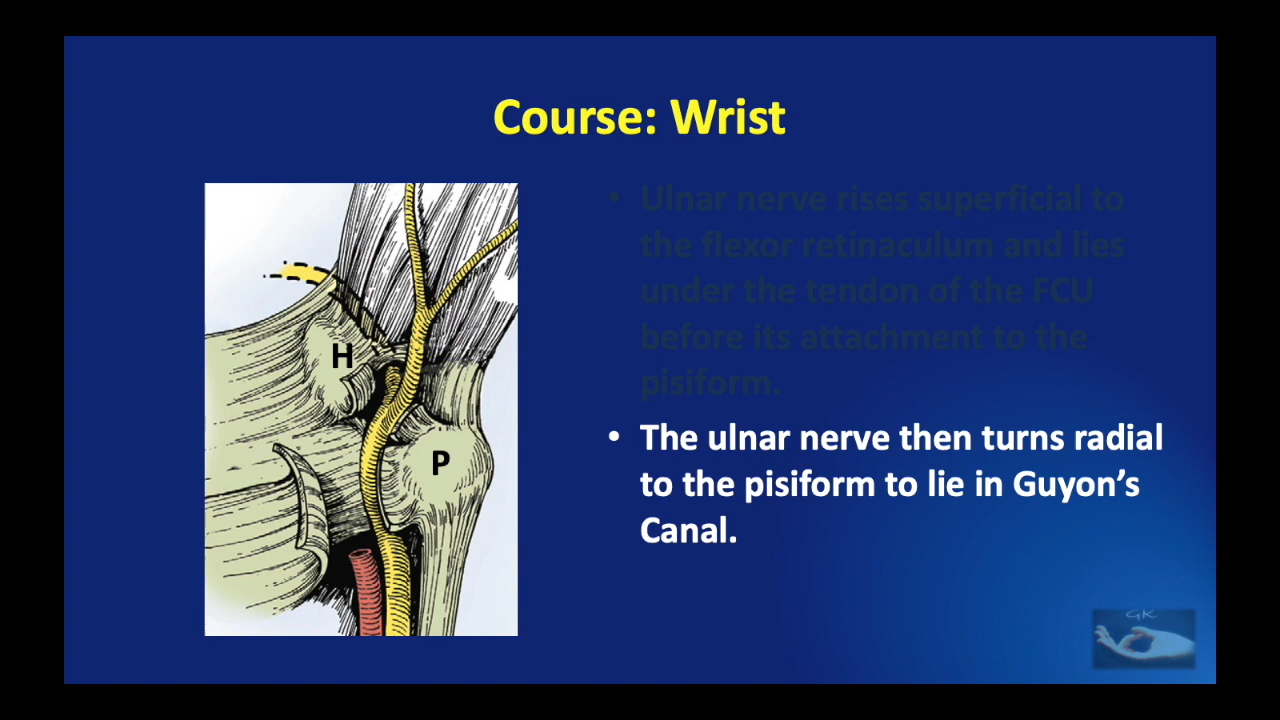 Course: Wrist
• Ulnar nerve rises superficial to
the flexor retinaculum and lies
under the tendon of the FCU
before its attachment to the
pisiform.
• The ulnar nerve then turns radial
to the pisiform to lie in Guyon’s
Canal.
H
P
GK